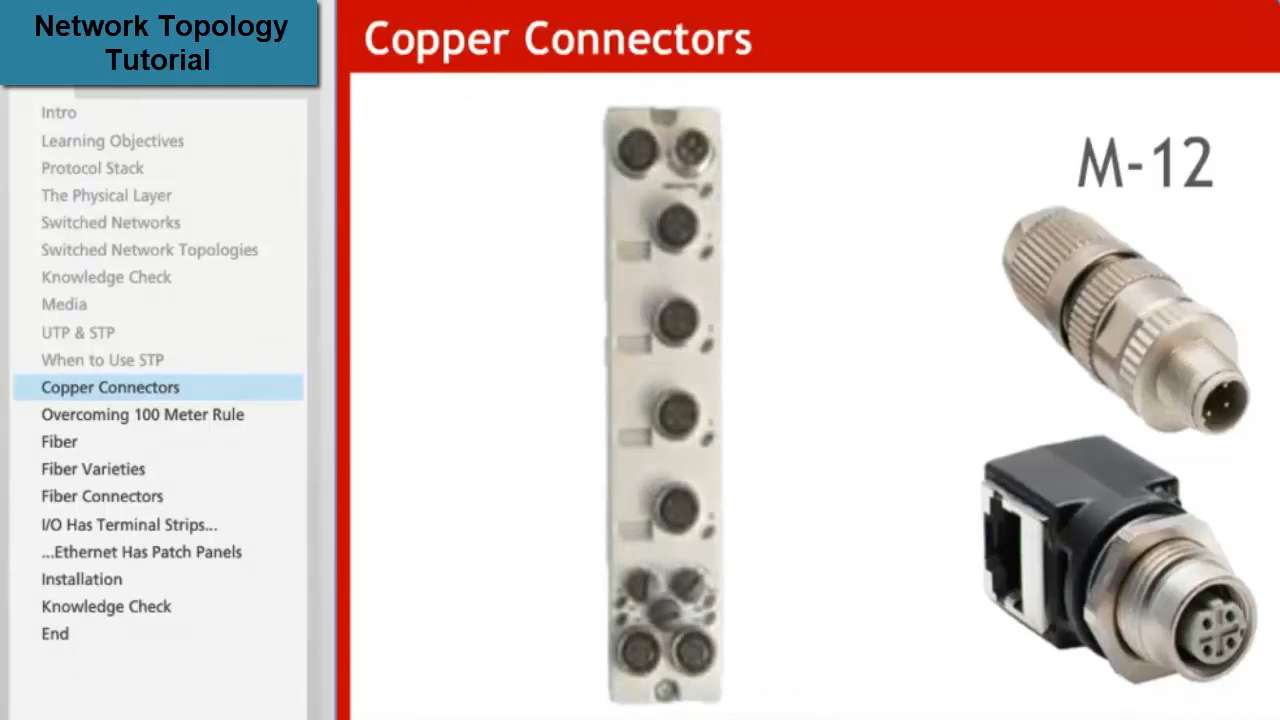 Network Topology
Tutorial
Copper Connectors
Intro
Learning Objectives
Protocol Stack
The Physical Layer
Switched Networks
Switched Network Topologies
Knowledge Check
Media
UTP & STP
When to Use STP
Copper Connectors
Overcoming 100 Meter Rule
Fiber
Fiber Varieties
Fiber Connectors
I/O Has Terminal Strips...
...Ethernet Has Patch Panels
Installation
Knowledge Check
End
M-12